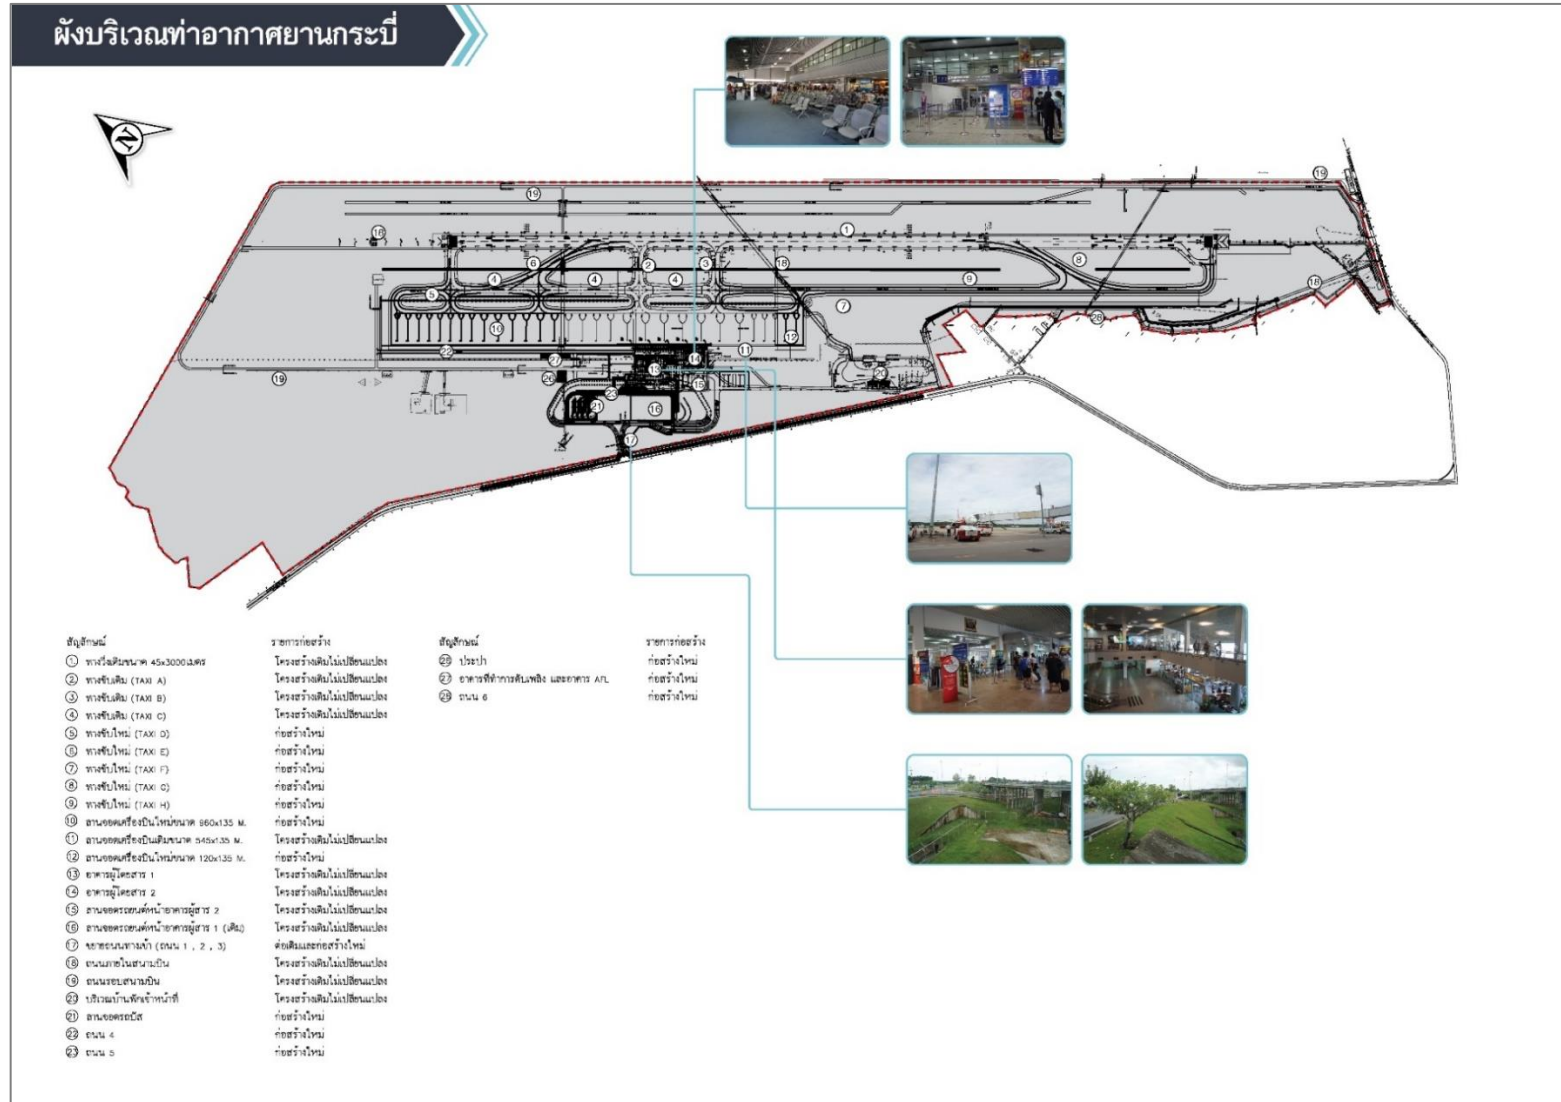 ผังบริเวณท่าอากาศยานกระบี่
N
19 19
1
18
2 3 18
6 8
4 4 4 9
5 7 18
10 28
12
22 11
27 14
13 20
19 26 15
23
21 16
17
สัญลักษณ์ รายการก่อสร้าง
1 ทางวิ่งเดิมขนาด 45x3000เมตร โครงสร้างเดิมไม่เปลี่ยนแปลง
2 ทางขับเดิม (TAXI A) โครงสร้างเดิมไม่เปลี่ยนแปลง
3 ทางขับเดิม (TAXI B) โครงสร้างเดิมไม่เปลี่ยนแปลง
4 ทางขับเดิม (TAXI C) โครงสร้างเดิมไม่เปลี่ยนแปลง
5 ทางขับใหม่ (TAXI D) ก่อสร้างใหม่
6 ทางขับใหม่ (TAXI E) ก่อสร้างใหม่
7 ทางขับใหม่ (TAXI F) ก่อสร้างใหม่
8 ทางขับใหม่ (TAXI G) ก่อสร้างใหม่
9 ทางขับใหม่ (TAXI H) ก่อสร้างใหม่
10 ลานจอดเครื่องบินใหม่ขนาด 960x135 ม. ก่อสร้างใหม่
11 ลานจอดเครื่องบินเดิมขนาด 545x135 ม. โครงสร้างเดิมไม่เปลี่ยนแปลง
12 ลานจอดเครื่องบินใหม่ขนาด 120x135 ม. ก่อสร้างใหม่
13 อาคารผู้โดยสาร 1 โครงสร้างเดิมไม่เปลี่ยนแปลง
14 อาคารผู้โดยสาร 2 โครงสร้างเดิมไม่เปลี่ยนแปลง
15 ลานจอดรถยนต์หน้าอาคารผู้สาร 2 โครงสร้างเดิมไม่เปลี่ยนแปลง
16 ลานจอดรถยนต์หน้าอาคารผู้สาร 1 (เดิม) โครงสร้างเดิมไม่เปลี่ยนแปลง
17 ขยายถนนทางเข้า (ถนน 1 , 2 , 3) ต่อเติมและก่อสร้างใหม่
18 ถนนภายในสนามบิน โครงสร้างเดิมไม่เปลี่ยนแปลง
19 ถนนรอบสนามบิน โครงสร้างเดิมไม่เปลี่ยนแปลง
20 บริเวณบ้านพักเจ้าหน้าที่ โครงสร้างเดิมไม่เปลี่ยนแปลง
21 ลานจอดรถบัส ก่อสร้างใหม่
22 ถนน 4 ก่อสร้างใหม่
23 ถนน 5 ก่อสร้างใหม่
สัญลักษณ์ รายการก่อสร้าง
26 ประปา ก่อสร้างใหม่
27 อาคารที่ทำการดับเพลิง และอาคาร AFL ก่อสร้างใหม่
28 ถนน 6 ก่อสร้างใหม่